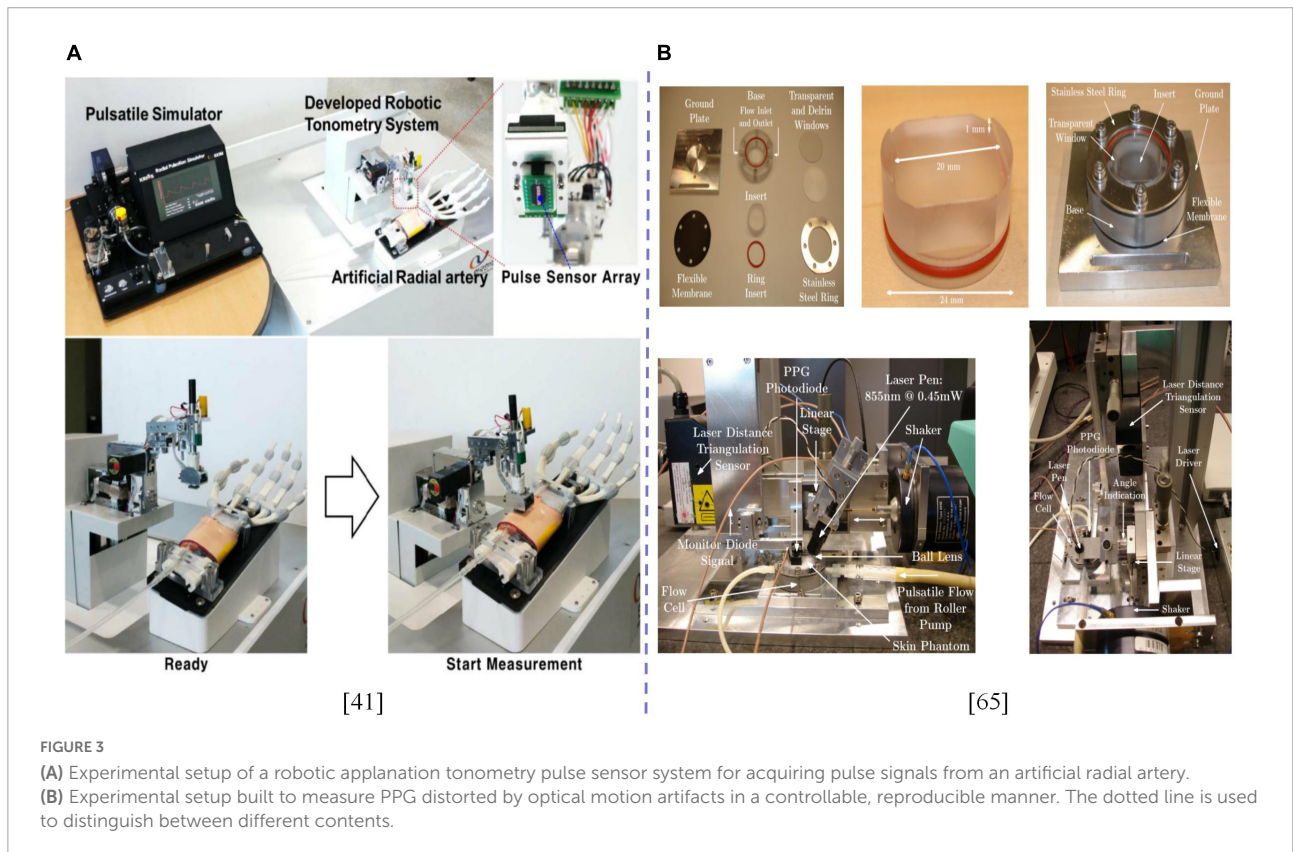 A
Pulsatile Simulator
Developed Robotic
Tonometry System
Radial Pulsation Simulator
Artificial Radial artery
Pulse Sensor Array
Ready
Start Measurement
[41]
B
Ground
Plate
Base
Flow Inlet
and Outlet
Transparent
and Delrin
Windows
Insert
Flexible
Membrane
Ring
Insert
Stainless
Steel Ring
1 mm
20 mm
24 mm
Stainless Steel Ring
Insert
Ground
Plate
Transparent
Window
Base
Flexible
Membrane
PPG
Photodiode
Laser Pen:
855nm @ 0.45mW
Linear
Stage
Shaker
Laser Distance
Triangulation
Sensor
Monitor Diode
Signal
Ball Lens
Flow
Cell
Pulsatile Flow
from Roller
Pump
Skin Phantom
Laser Distance
Triangulation
Sensor
PPG
Photodiode
Laser
Driver
Laser
Pen
Flow
Cell
Angle
Indication
Linear
Stage
Shaker
[65]
FIGURE 3
(A) Experimental setup of a robotic applanation tonometry pulse sensor system for acquiring pulse signals from an artificial radial artery.
(B) Experimental setup built to measure PPG distorted by optical motion artifacts in a controllable, reproducible manner. The dotted line is used
to distinguish between different contents.